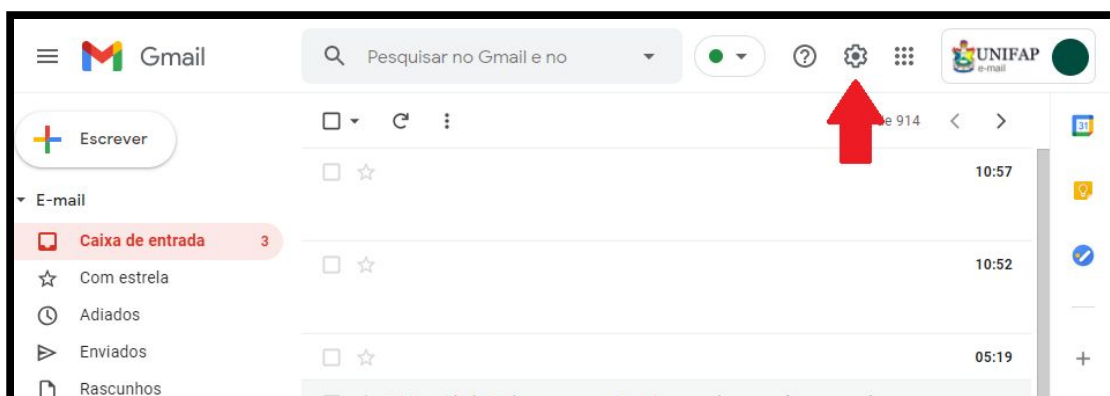 Gmail
Pesquisar no Gmail e no
UNIFAP
e-mail
Escrever
de 914
E-mail
10:57
Caixa de entrada 3
31
Com estrela
10:52
Adiados
Enviados
05:19
Rascunhos